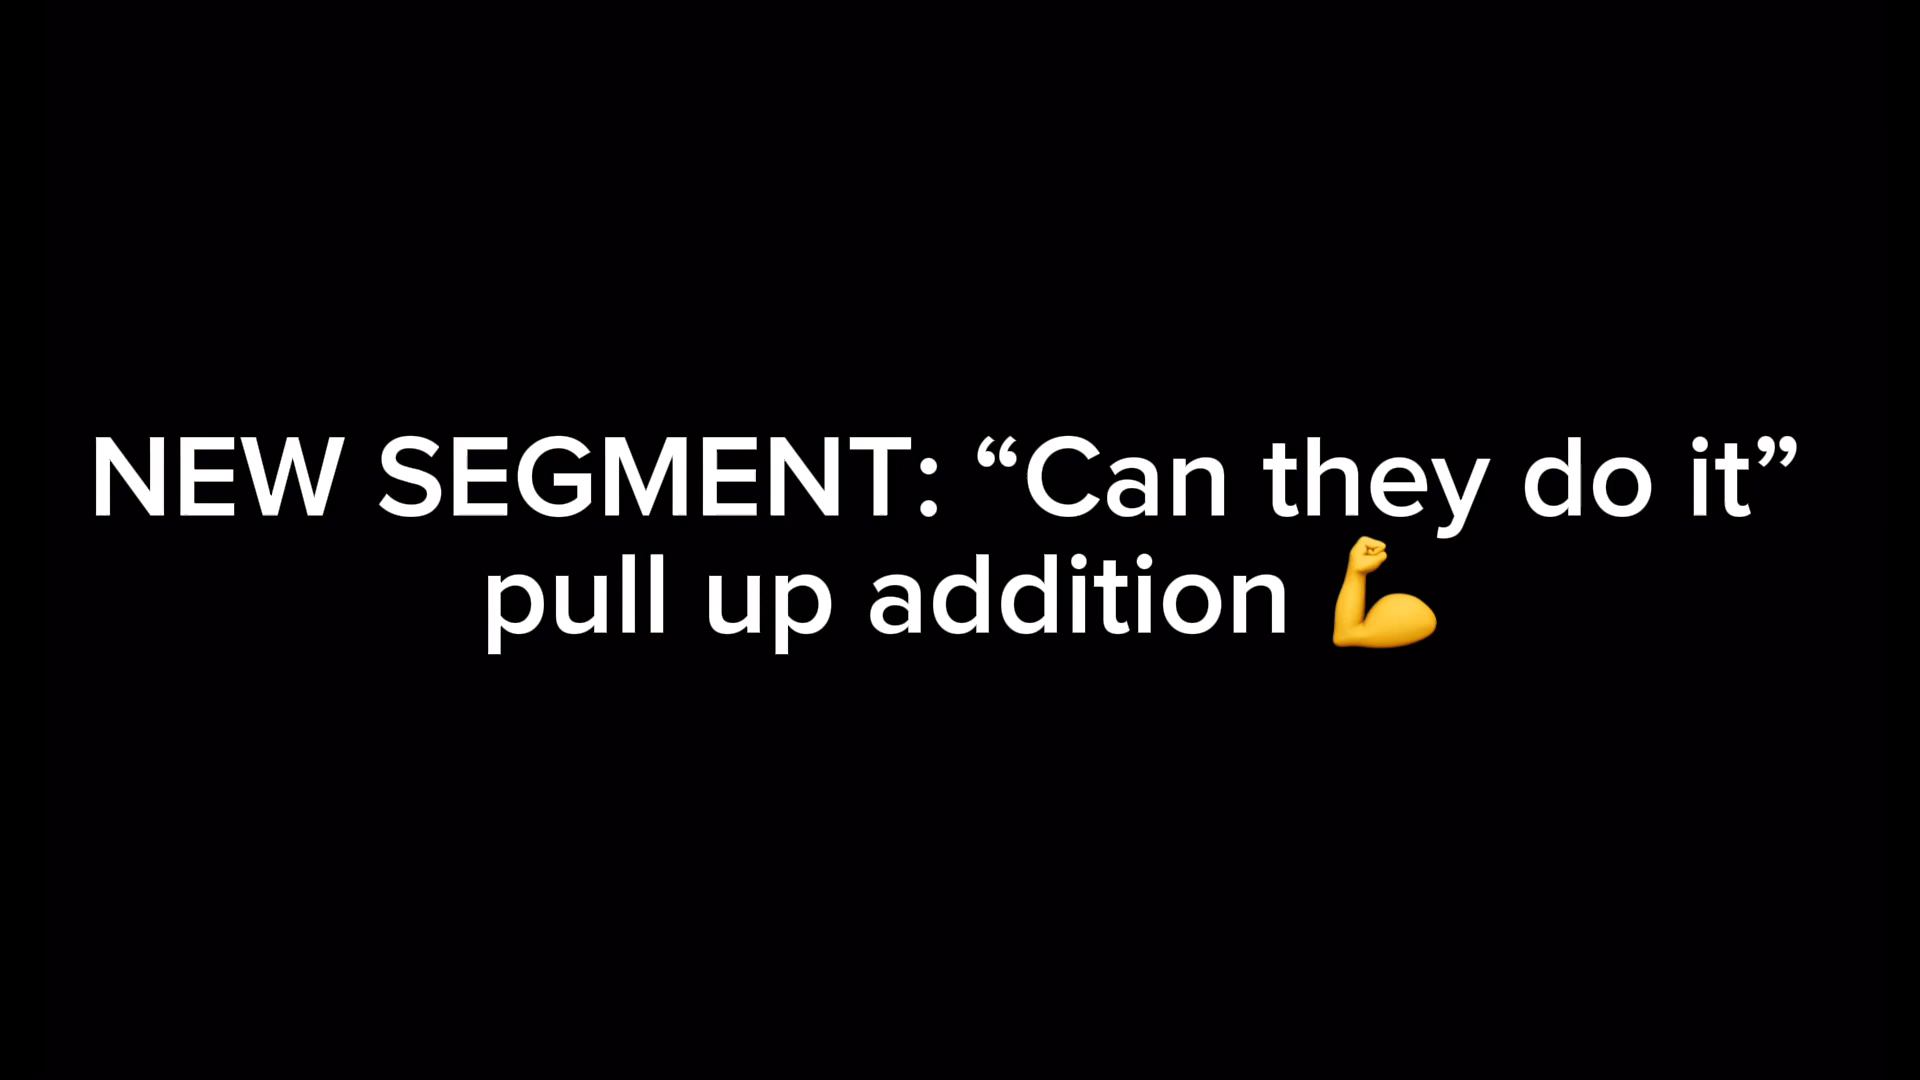 NEW SEGMENT: “Can they do it”
pull up addition 💪